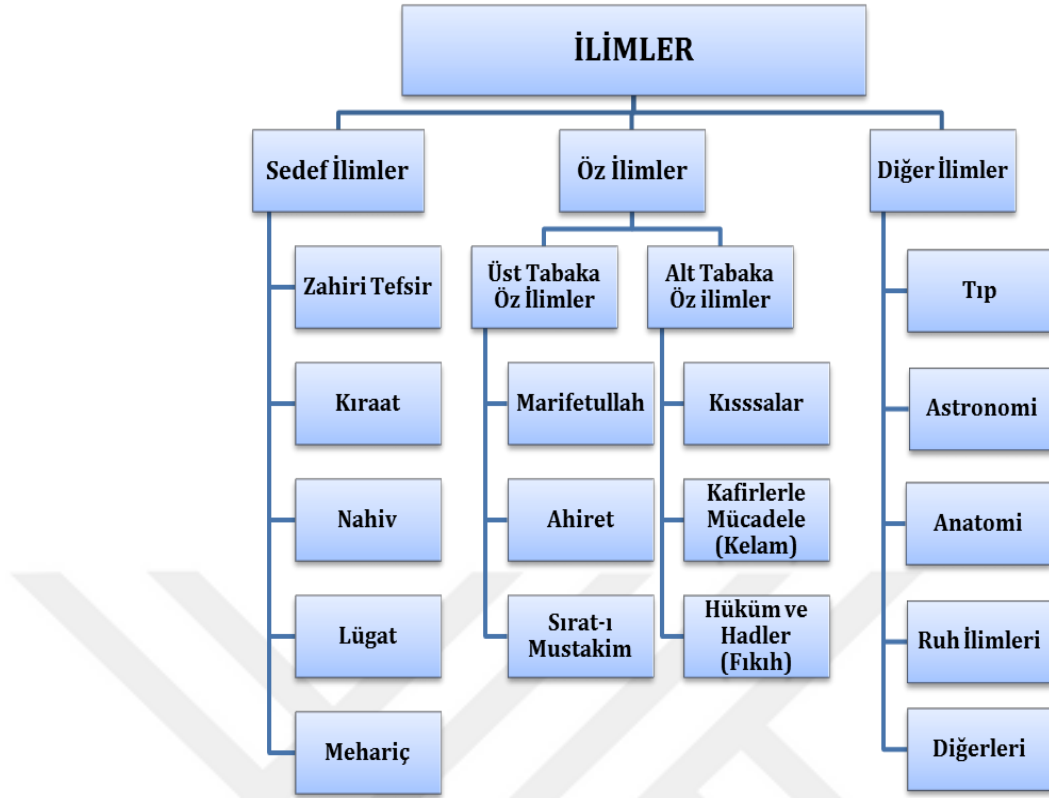 İLİMLER
Sedef İlimler
Öz İlimler
Diğer İlimler
Zahiri Tefsir
Kıraat
Nahiv
Lügat
Mehariç
Üst Tabaka
Öz İlimler
Marifetullah
Ahiret
Sırat-ı
Mustakim
Alt Tabaka
Öz ilimler
Kısssalar
Kafirlerle
Mücadele
(Kelam)
Hüküm ve
Hadler
(Fıkıh)
Tıp
Astronomi
Anatomi
Ruh İlimleri
Diğerleri